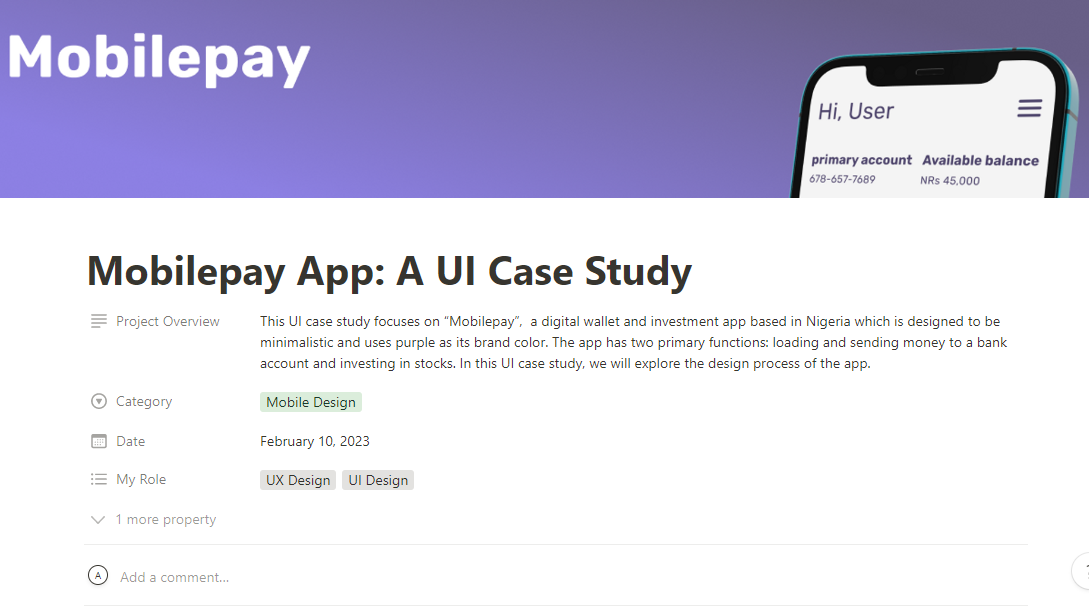 Mobilepay
Hi, User
primary account Available balance
678-657-7689 NRs 45,000
Mobilepay App: A UI Case Study
Project Overview
This UI case study focuses on “Mobilepay”,  a digital wallet and investment app based in Nigeria which is designed to be
minimalistic and uses purple as its brand color. The app has two primary functions: loading and sending money to a bank
account and investing in stocks. In this UI case study, we will explore the design process of the app.
Category
Mobile Design
Date
February 10, 2023
My Role
UX Design UI Design
1 more property
A
Add a comment...
?